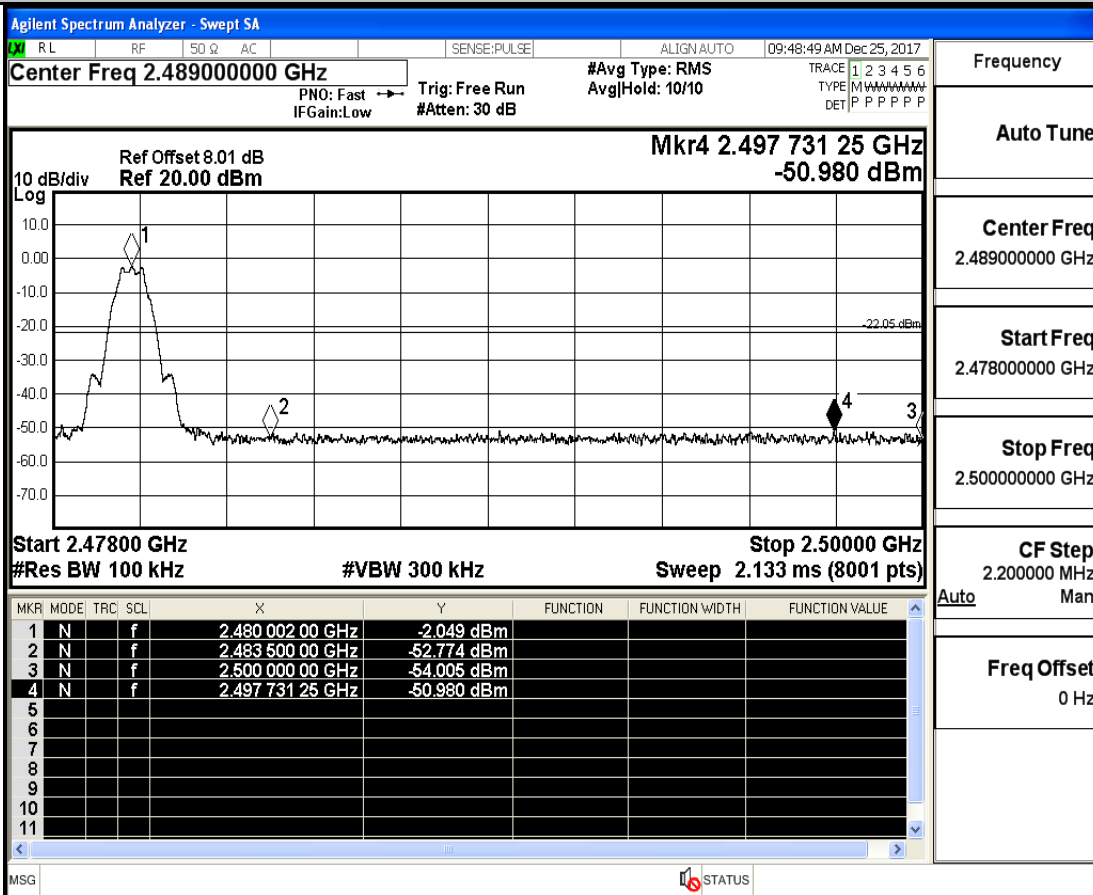 Agilent Spectrum Analyzer - Swept SA
LXI RL RF 50 Ω AC SENSE:PULSE ALIGN AUTO 09:48:49 AM Dec 25, 2017
Center Freq 2.489000000 GHz
PNO: Fast
IFGain:Low
Trig: Free Run
#Atten: 30 dB
#Avg Type: RMS
Avg|Hold: 10/10
TRACE 1 2 3 4 5 6
TYPE M WWWWW
DET P P P P P P
Mkr4 2.497 731 25 GHz
-50.980 dBm
Ref Offset 8.01 dB
10 dB/div Ref 20.00 dBm
Log
10.0
0.00
-10.0
-20.0
-30.0
-40.0
-50.0
-60.0
-70.0
1
2
4
3
-22.05 dBm
Start 2.47800 GHz Stop 2.50000 GHz
#Res BW 100 kHz #VBW 300 kHz Sweep 2.133 ms (8001 pts)
MKR MODE TRC SCL X Y FUNCTION FUNCTION WIDTH FUNCTION VALUE
1 N f 2.480 002 00 GHz -2.049 dBm
2 N f 2.483 500 00 GHz -52.774 dBm
3 N f 2.500 000 00 GHz -54.005 dBm
4 N f 2.497 731 25 GHz -50.980 dBm
5
6
7
8
9
10
11
MSG STATUS
Frequency
Auto Tune
Center Freq
2.489000000 GHz
Start Freq
2.478000000 GHz
Stop Freq
2.500000000 GHz
CF Step
2.200000 MHz
Auto Man
Freq Offset
0 Hz